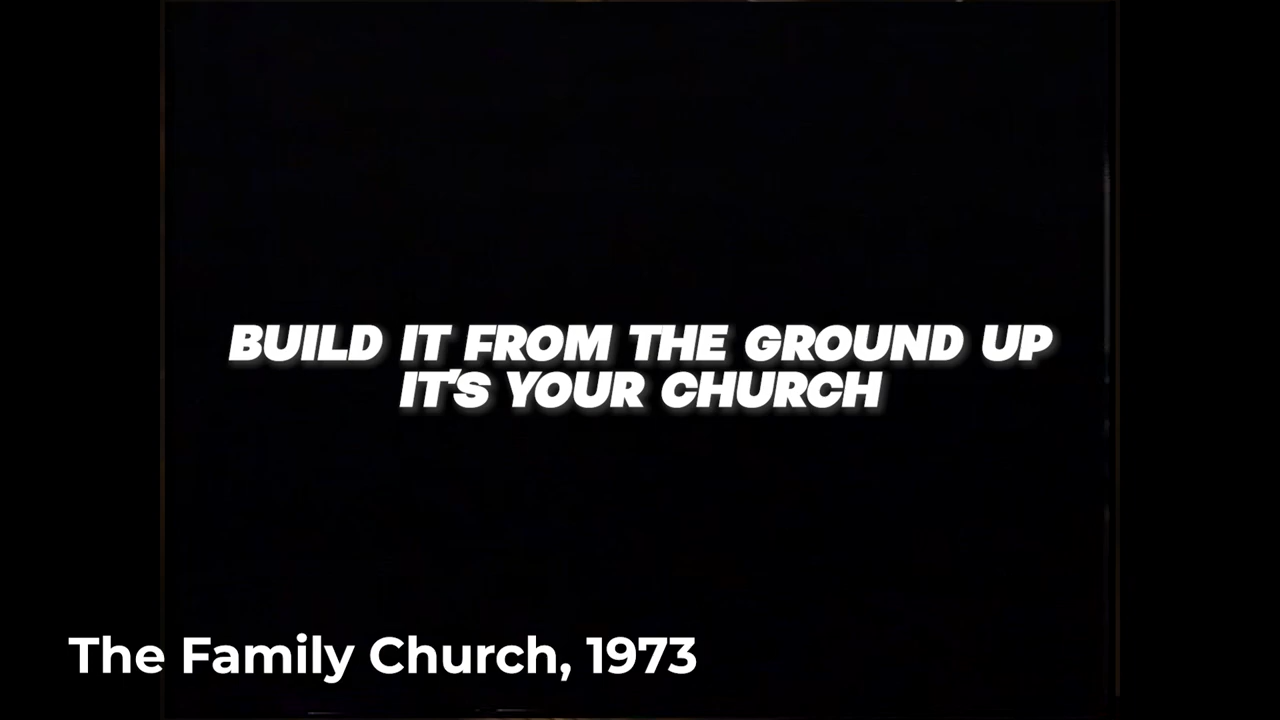 BUILD IT FROM THE GROUND UP
IT'S YOUR CHURCH
The Family Church, 1973